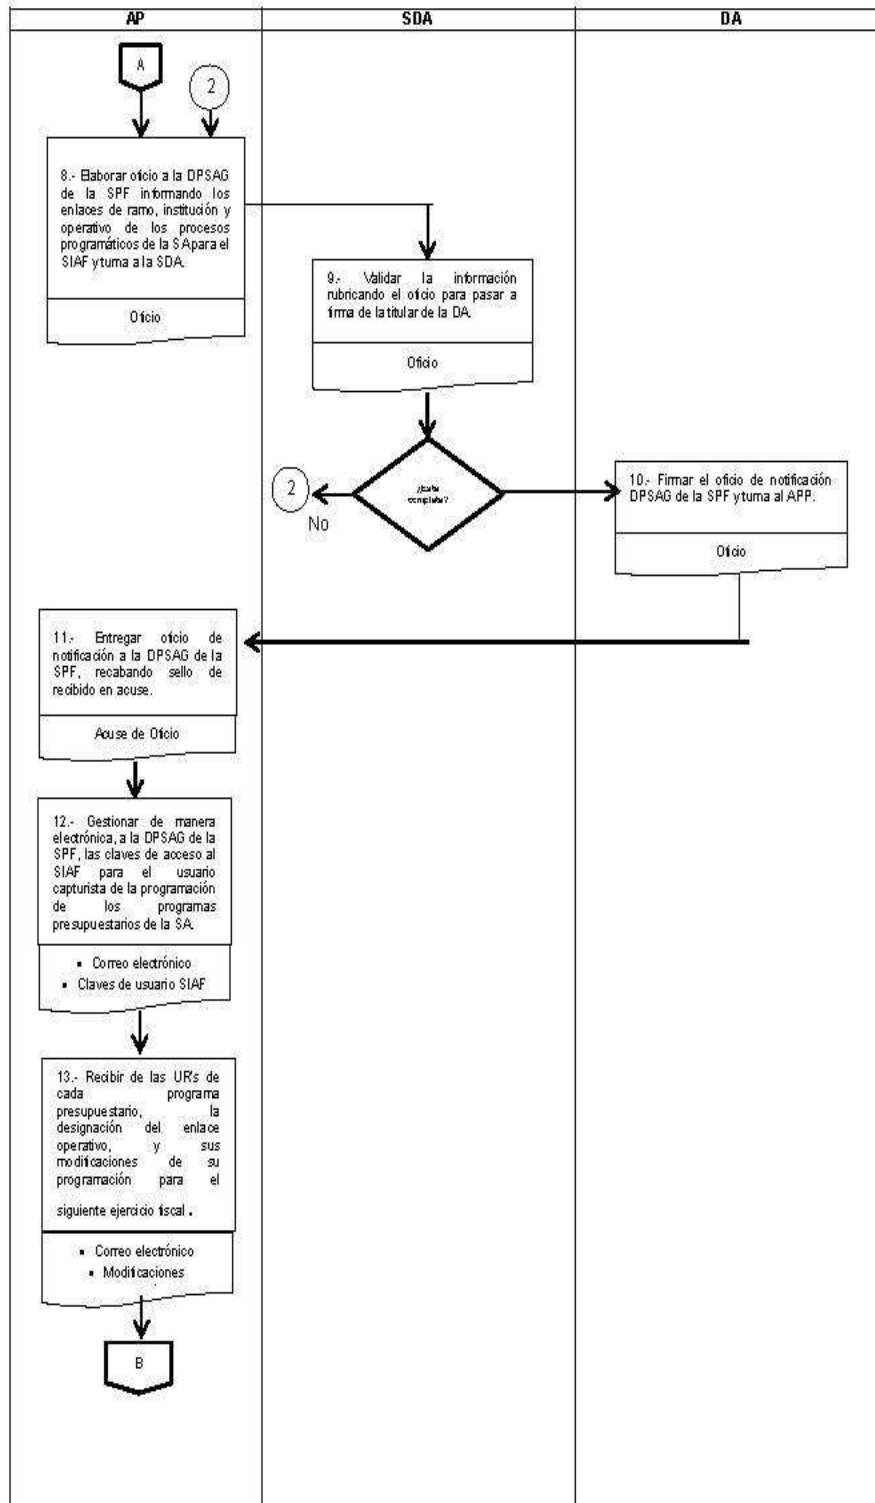 AP SDA DA
A
2
8.- Elaborar oficio a la DPSAG
de la SPF informando los
enlaces de ramo, institución y
operativo de los procesos
programáticos de la SA para el
SIAF y turna a la SDA.
Oficio
9.- Validar la información
rubricando el oficio para pasar a
firma de la titular de la DA.
Oficio
¿Esta
completa?
2
No
10.- Firmar el oficio de notificación
DPSAG de la SPF y turna al APP.
Oficio
11.- Entregar oficio de
notificación a la DPSAG de la
SPF, recabando sello de
recibido en acuse.
Acuse de Oficio
12.- Gestionar de manera
electrónica, a la DPSAG de la
SPF, las claves de acceso al
SIAF para el usuario
capturista de la programación
de los programas
presupuestarios de la SA.
• Correo electrónico
• Claves de usuario SIAF
13.- Recibir de las UR's de
cada programa
presupuestario, la
designación del enlace
operativo, y sus
modificaciones de su
programación para el
siguiente ejercicio fiscal.
• Correo electrónico
• Modificaciones
B